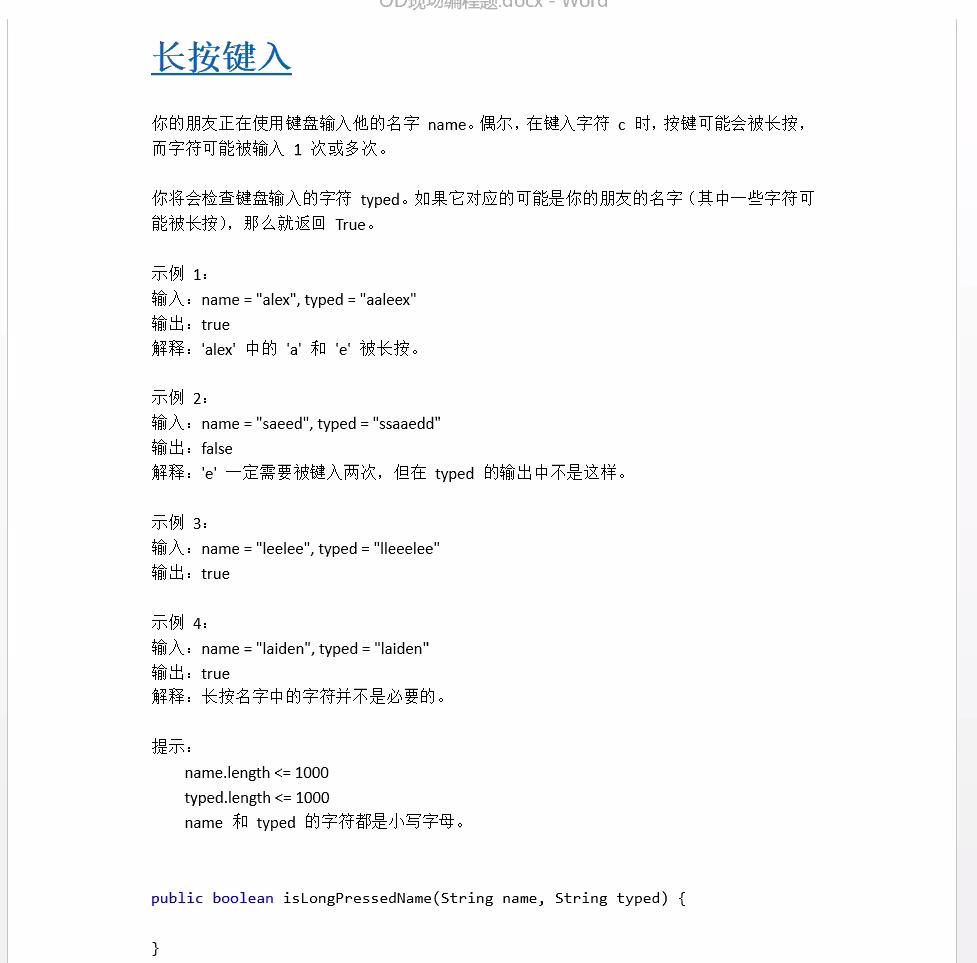 OD现场编程题.docx - Word
长按键入
你的朋友正在使用键盘输入他的名字 name。偶尔，在键入字符 c 时，按键可能会被长按，
而字符可能被输入 1 次或多次。
你将会检查键盘输入的字符 typed。如果它对应的可能是你的朋友的名字（其中一些字符可
能被长按），那么就返回 True。
示例 1：
输入：name = "alex", typed = "aaleex"
输出：true
解释：'alex' 中的 'a' 和 'e' 被长按。
示例 2：
输入：name = "saeed", typed = "ssaaedd"
输出：false
解释：'e' 一定需要被键入两次，但在 typed 的输出中不是这样。
示例 3：
输入：name = "leelee", typed = "lleeelee"
输出：true
示例 4：
输入：name = "laiden", typed = "laiden"
输出：true
解释：长按名字中的字符并不是必要的。
提示：
name.length <= 1000
typed.length <= 1000
name 和 typed 的字符都是小写字母。
public boolean isLongPressedName(String name, String typed) {
}